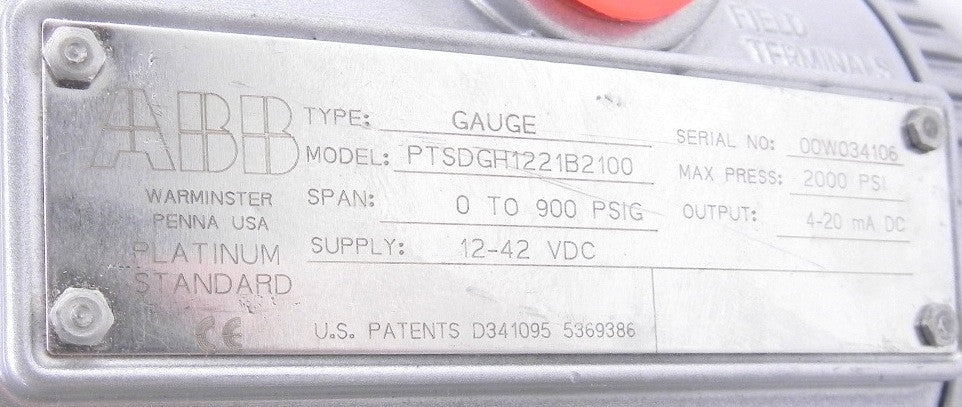 FIELD
TERMINALS
ABB
WARMINSTER
PENNA USA
PLATINUM
STANDARD
CE
TYPE: GAUGE
MODEL: PTSDGH1221B2100
SPAN: 0 TO 900 PSIG
SUPPLY: 12-42 VDC
SERIAL NO: 00W034106
MAX PRESS: 2000 PSI
OUTPUT: 4-20 mA DC
U.S. PATENTS D341095 5369386